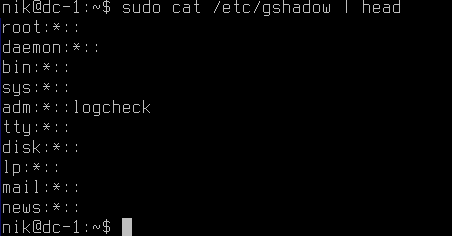 nik@dc-1:~$ sudo cat /etc/gshadow | head
root:*::
daemon:*::
bin:*::
sys:*::
adm:*::logcheck
tty:*::
disk:*::
lp:*::
mail:*::
news:*::
nik@dc-1:~$